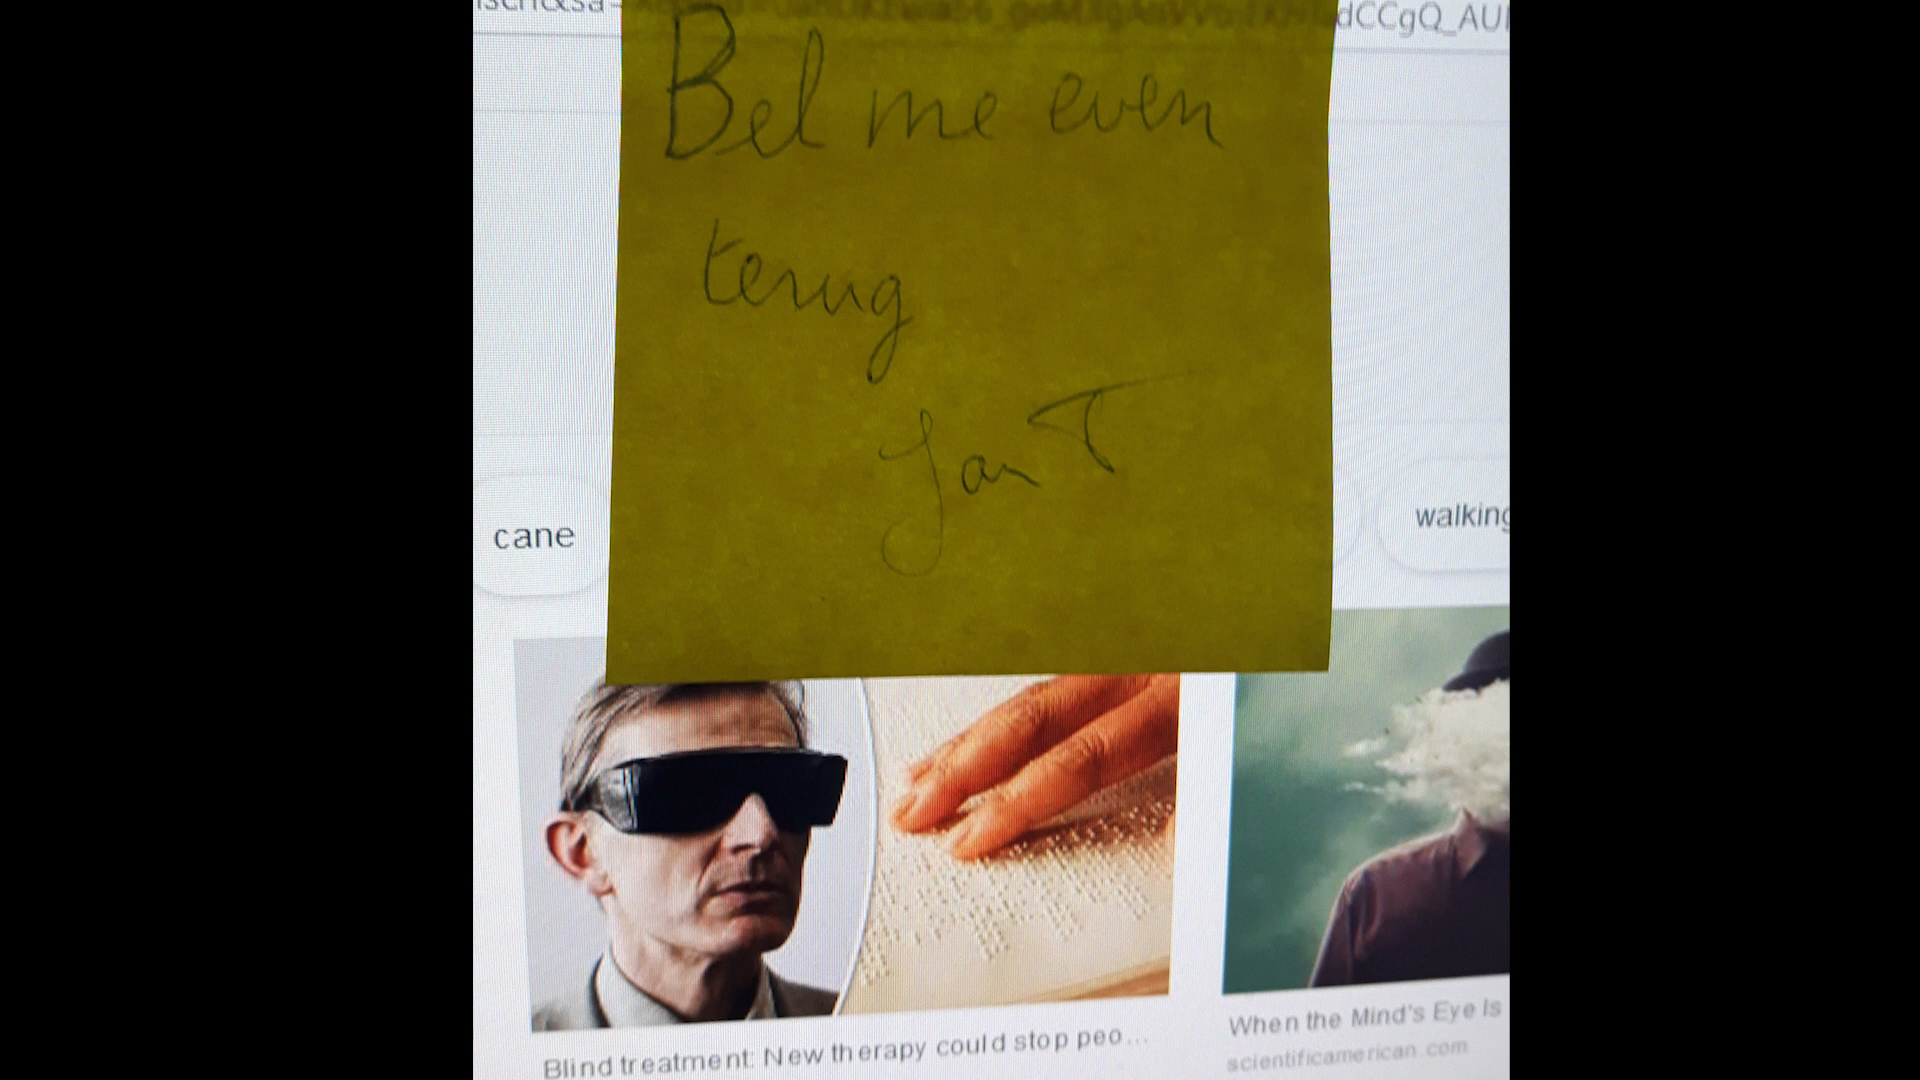 dCCgQ_AU
Bel me even
terug
Jan T
cane
walking
Blind treatment: New therapy could stop peo...
When the Mind's Eye Is
scientificamerican.com